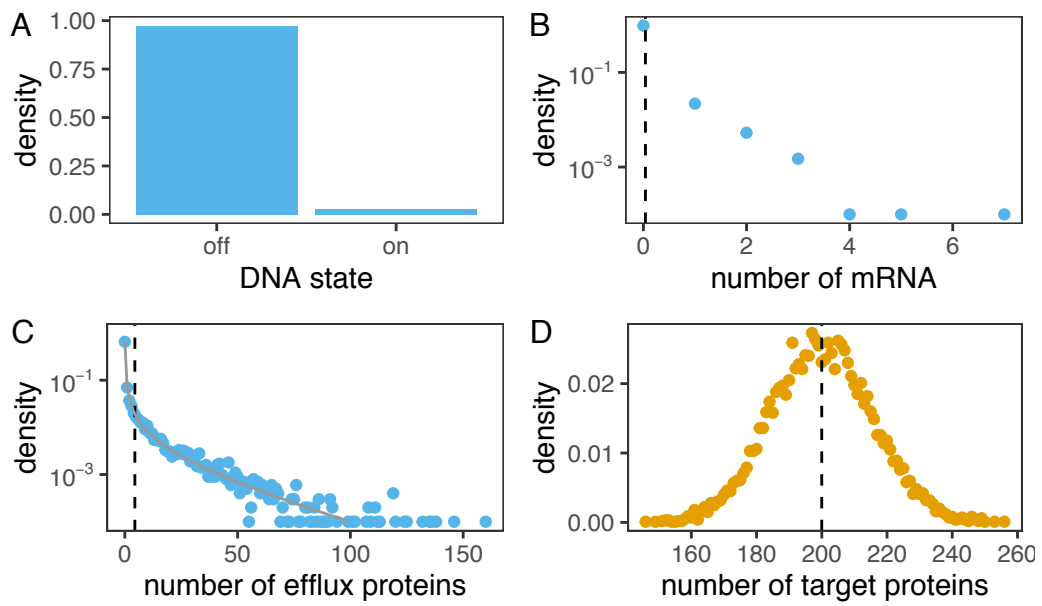 A
1.00
0.75
0.50
0.25
0.00
density
off
on
DNA state
B
10⁻¹
10⁻³
density
0
2
4
6
number of mRNA
C
10⁻¹
10⁻³
density
0
50
100
150
number of efflux proteins
D
0.02
0.01
0.00
density
160
180
200
220
240
260
number of target proteins